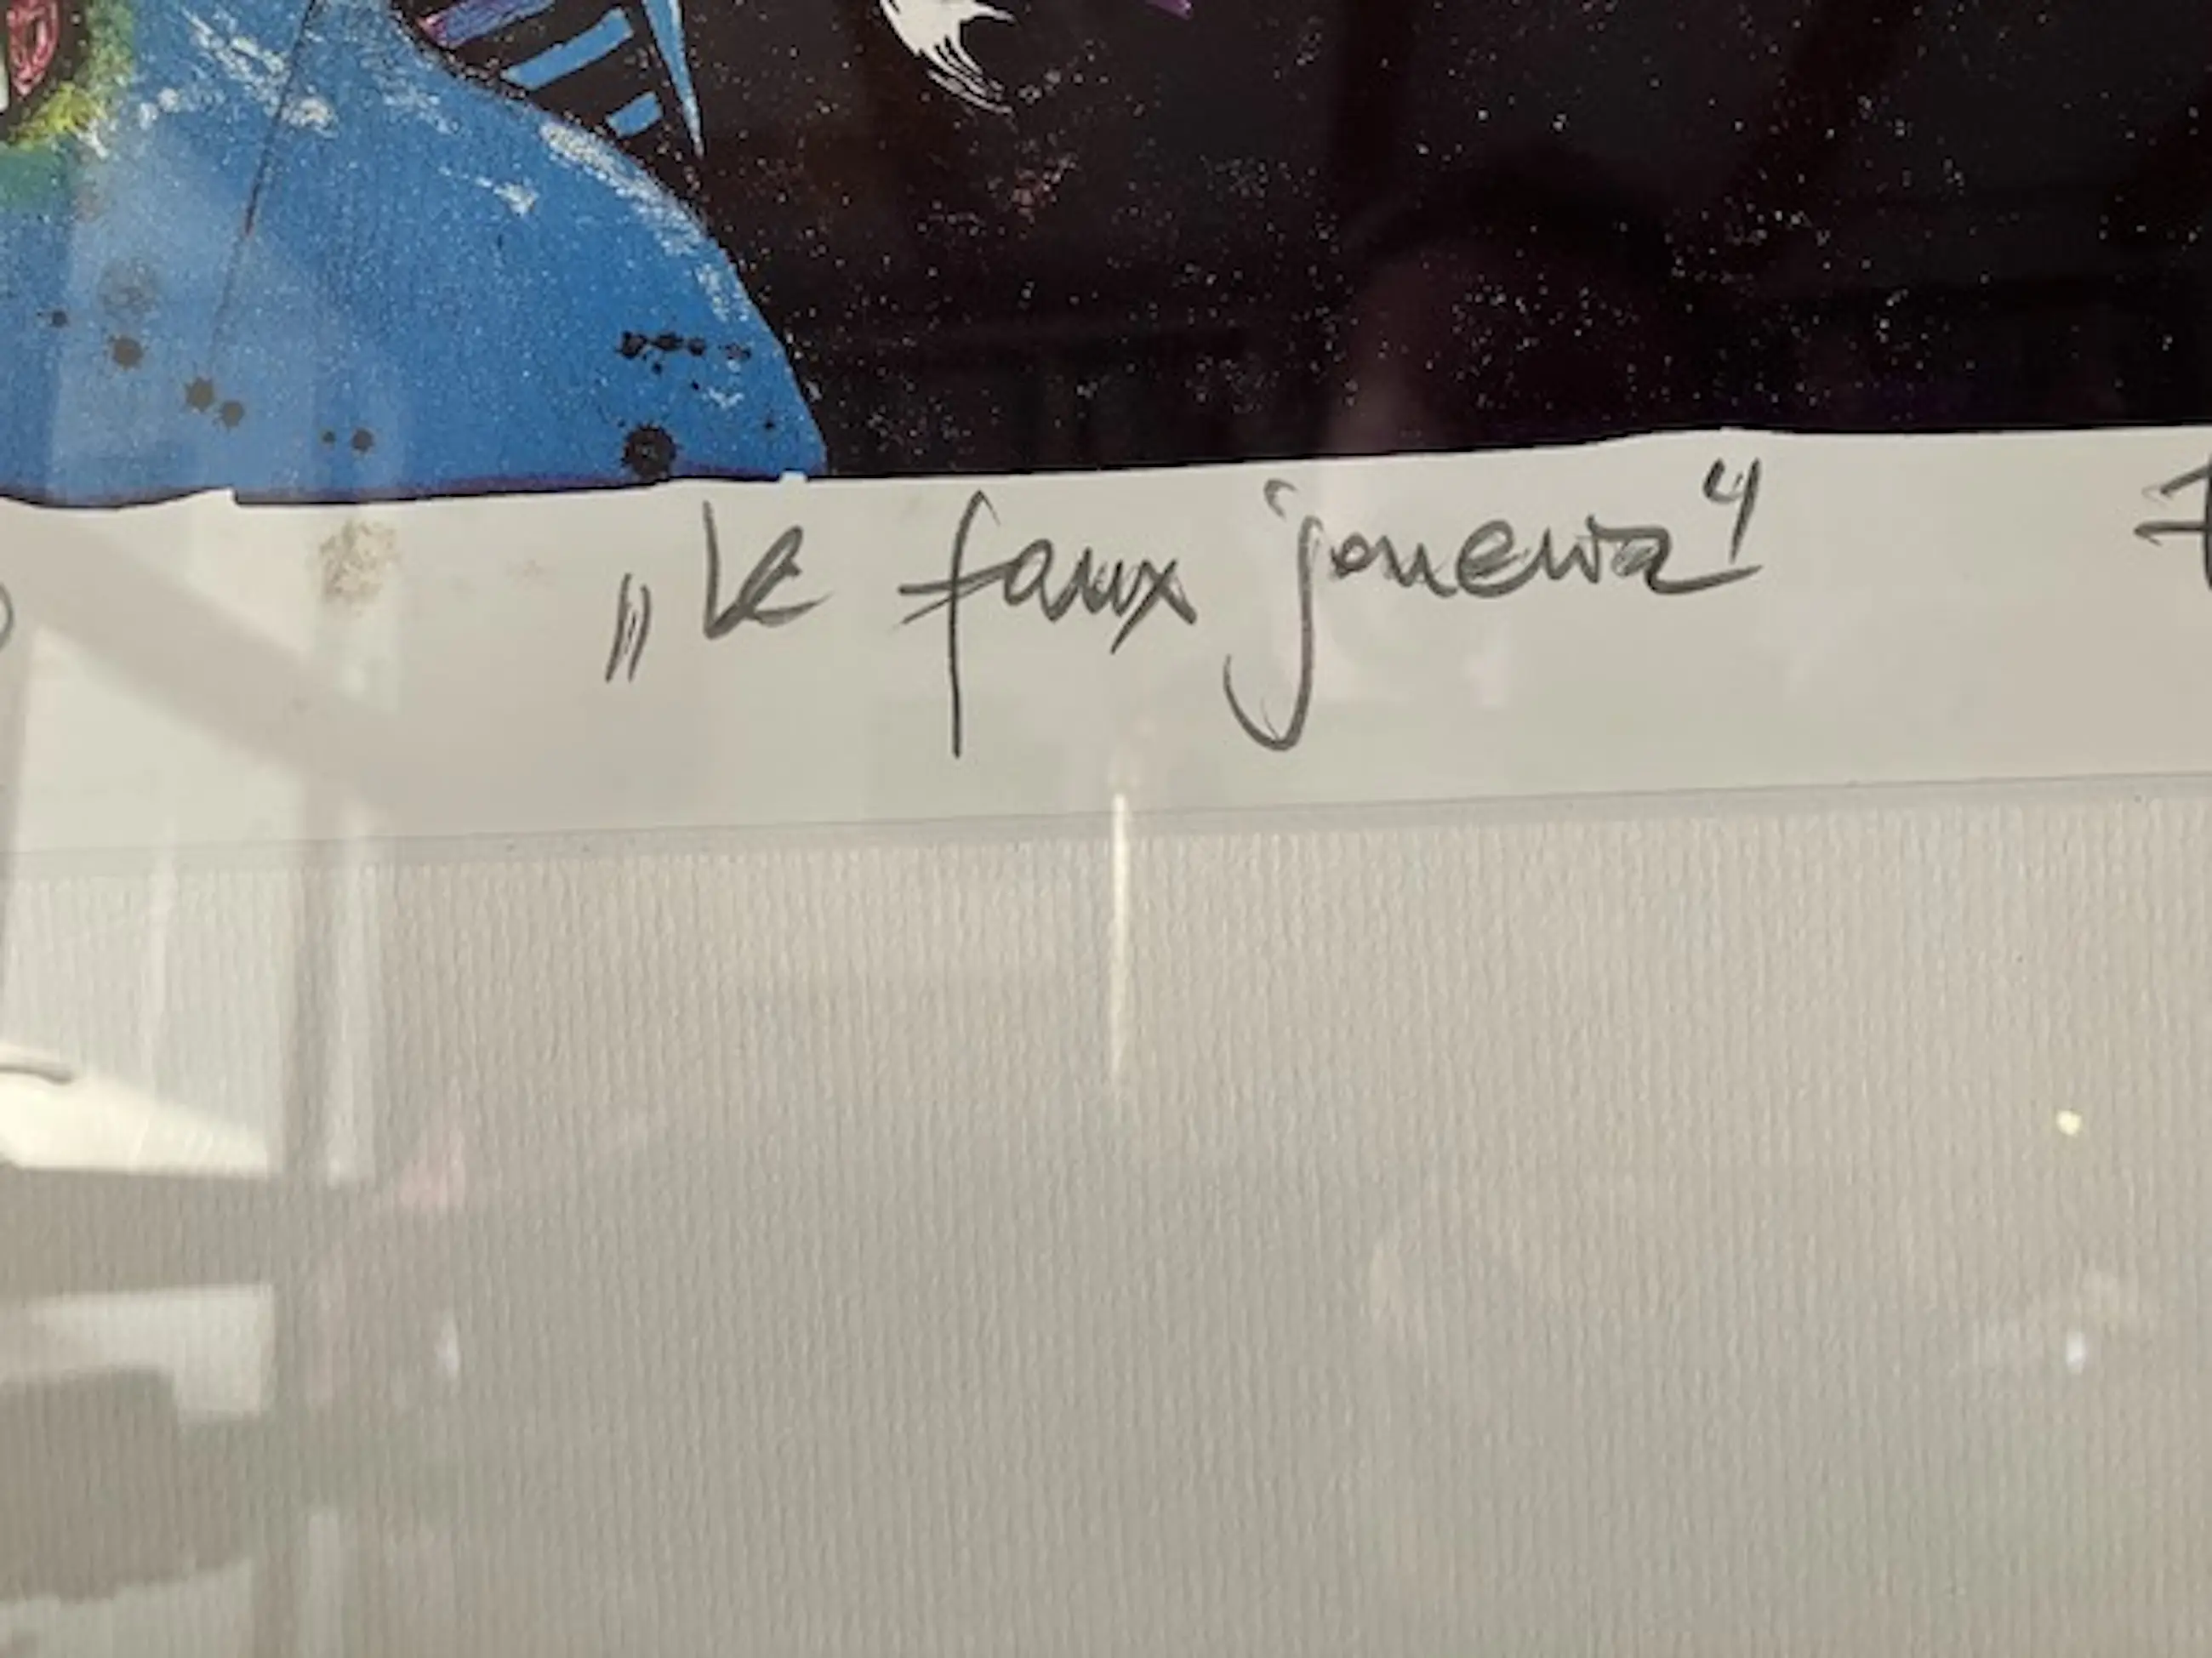 „Le faux joueur“